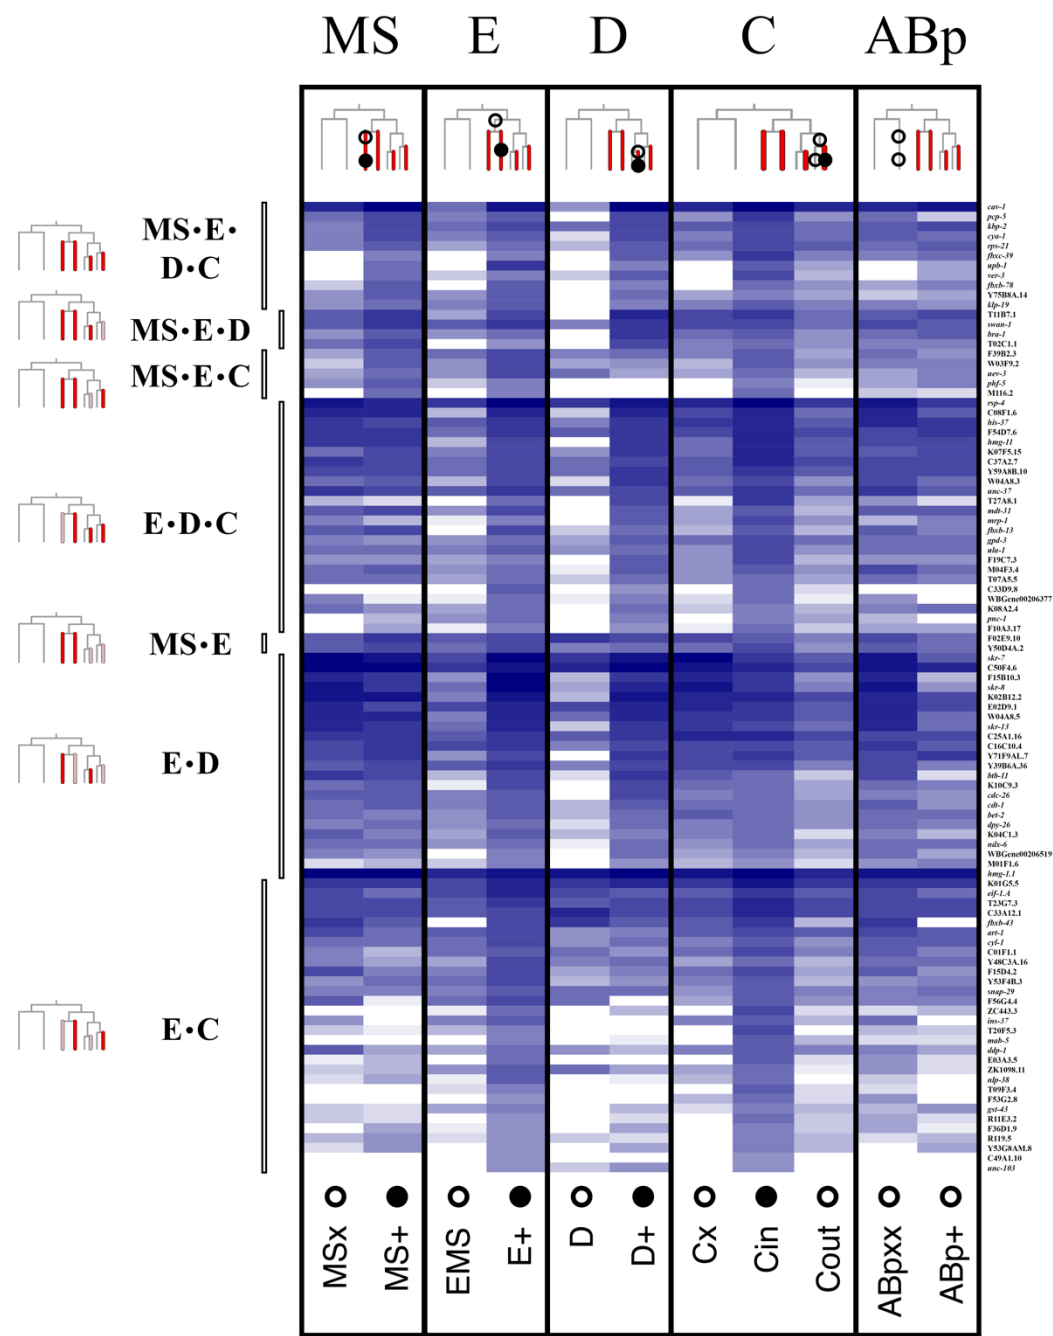 MS E D C ABp
MS·E·
D·C
MS·E·D
MS·E·C
E·D·C
MS·E
E·D
E·C
cav-1
pcp-5
kbp-2
cya-1
rps-21
fbxc-39
upb-1
ver-3
fbxb-78
Y75B8A.14
klp-19
T11B7.1
swan-1
bra-1
T02C1.1
F39B2.3
W03F9.2
uev-3
phf-5
M116.2
rsp-4
C08F1.6
his-37
F54D7.6
hmg-11
K07F5.15
C37A2.7
Y59A8B.10
W04A8.3
unc-37
T27A8.1
mdt-31
mrp-1
fbxb-13
gpd-3
ula-1
F19C7.3
M04F3.4
T07A5.5
C33D9.8
WBGene00206377
K08A2.4
pnc-1
F10A3.17
F02E9.10
Y50D4A.2
skr-7
C50F4.6
F15B10.3
skr-8
K02B12.2
E02D9.1
W04A8.5
skr-13
C25A1.16
C16C10.4
Y71F9AL.7
Y39B6A.36
btb-11
K10C9.3
cdc-26
cdt-1
bet-2
dpy-26
K04C1.3
ndx-6
WBGene00206519
M01F1.6
hmg-1.1
K01G5.5
eif-1.A
T23G7.3
C33A12.1
fbxb-43
art-1
cyl-1
C01F1.1
Y48C3A.16
F15D4.2
Y53F4B.3
snap-29
F56G4.4
ZC443.3
ins-37
T20F5.3
mab-5
ddp-1
E03A3.5
ZK1098.11
nlp-38
T09F3.4
F53G2.8
gst-43
R11E3.2
F36D1.9
R119.5
Y53G8AM.8
C49A1.10
unc-103
MSx MS+ EMS E+ D D+ Cx Cin Cout ABpxx ABp+